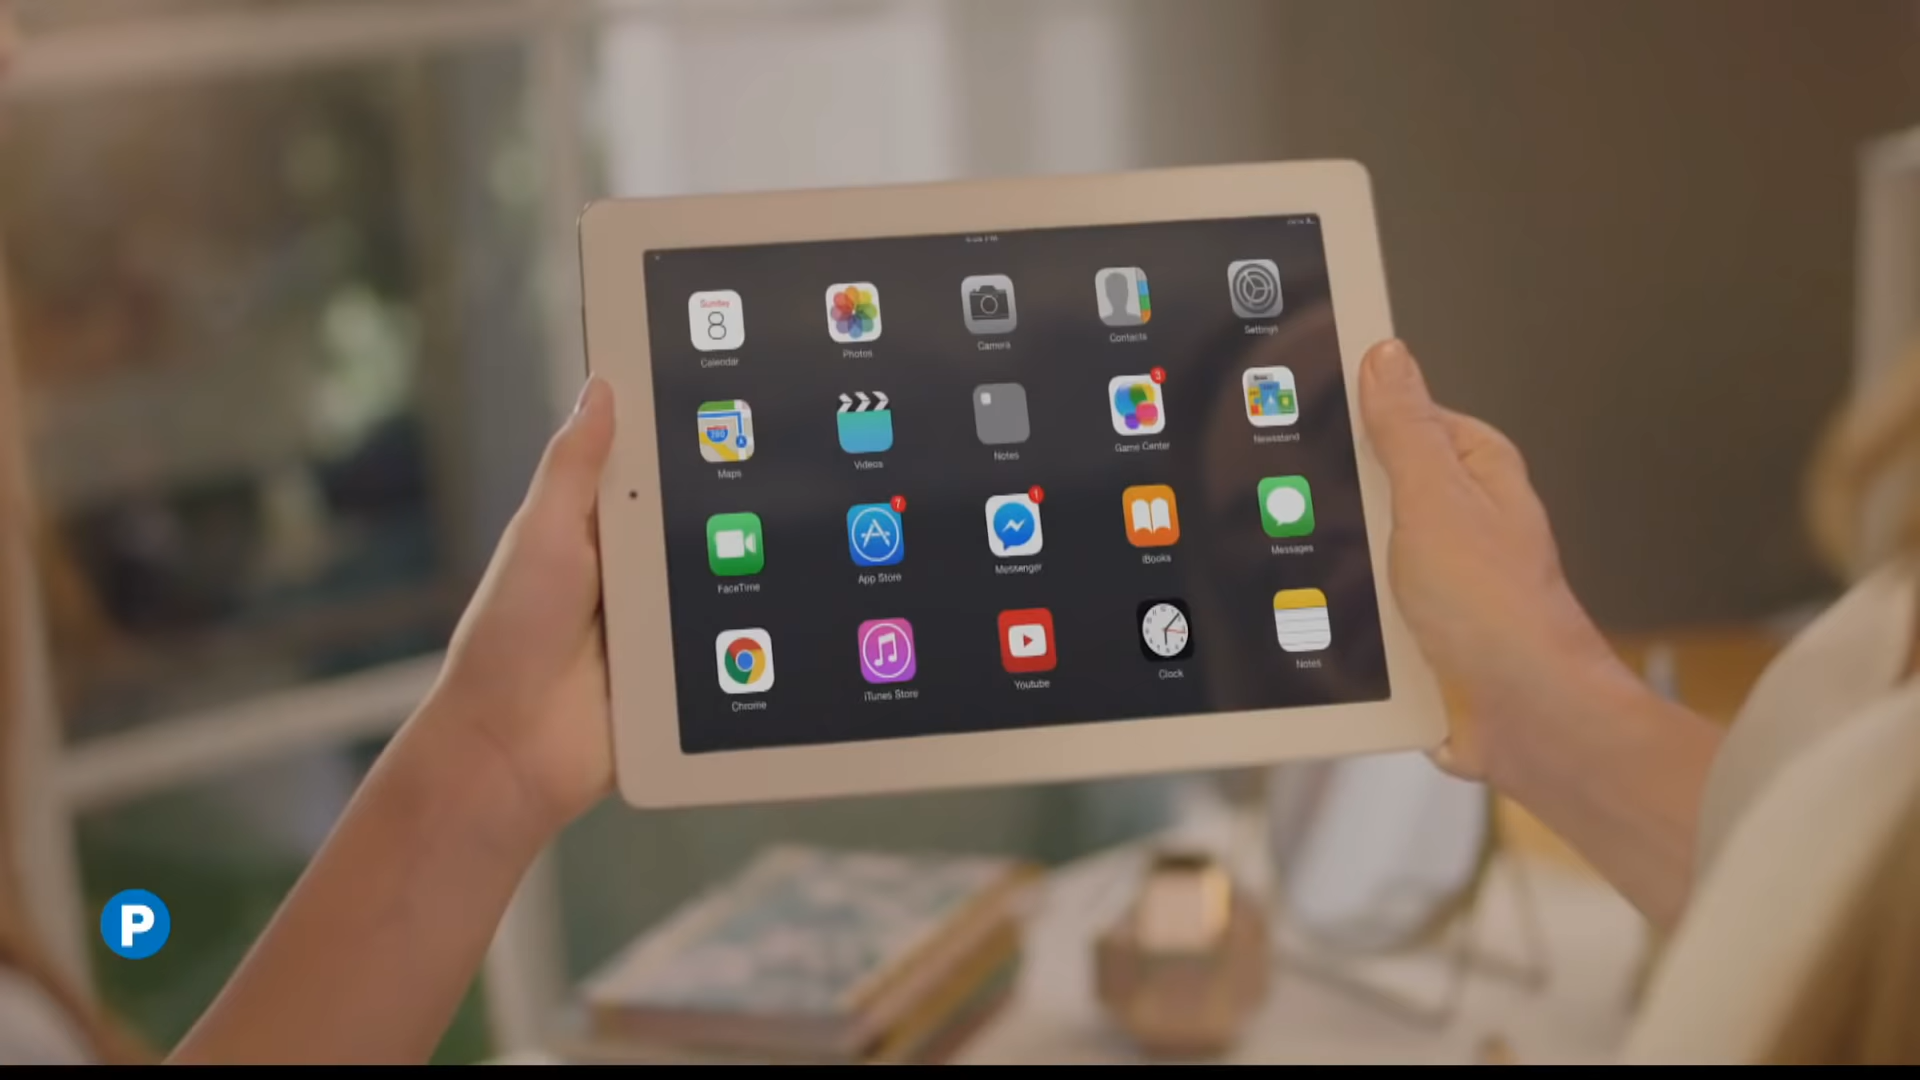 Sunday
8
Calendar
Photos
Camera
Contacts
Settings
3
280
Maps
Videos
Notes
Game Center
Newsstand
7
1
FaceTime
App Store
Messenger
iBooks
Messages
Chrome
iTunes Store
Youtube
Clock
Notes
P